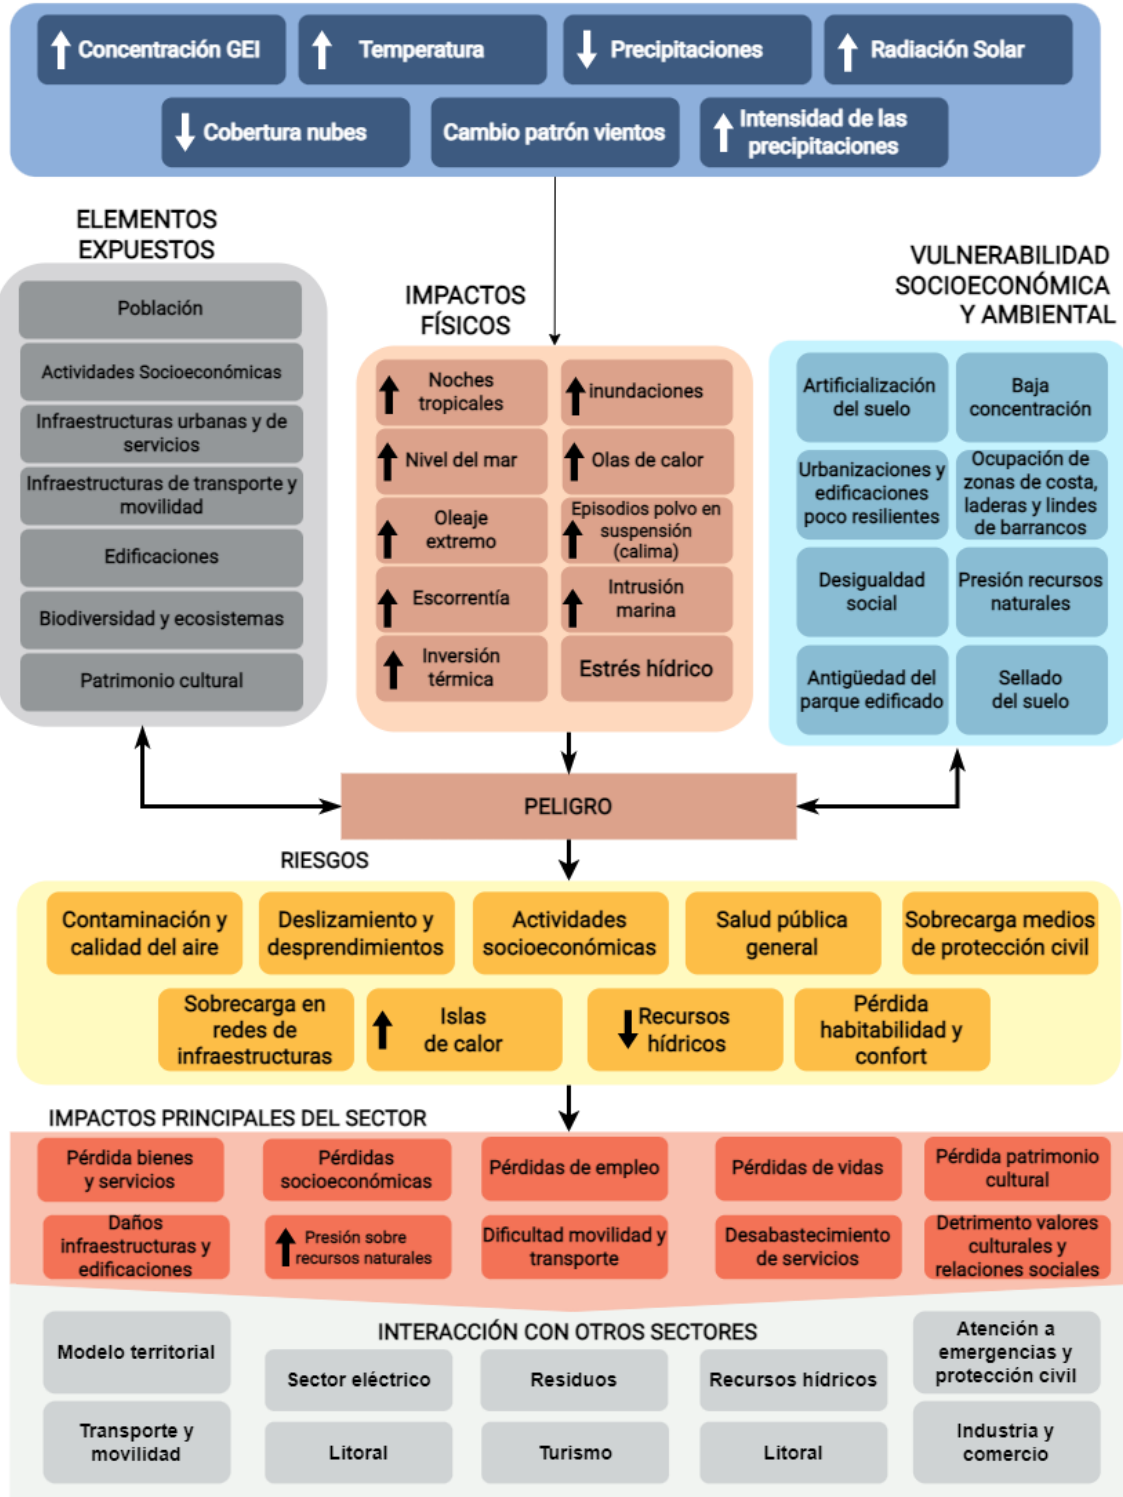 Concentración GEI
Temperatura
Precipitaciones
Radiación Solar
Cobertura nubes
Cambio patrón vientos
Intensidad de las
precipitaciones
ELEMENTOS
EXPUESTOS
Población
Actividades Socioeconómicas
Infraestructuras urbanas y de
servicios
Infraestructuras de transporte y
movilidad
Edificaciones
Biodiversidad y ecosistemas
Patrimonio cultural
IMPACTOS
FÍSICOS
Noches
tropicales
inundaciones
Nivel del mar
Olas de calor
Oleaje
extremo
Episodios polvo en
suspensión
(calima)
Escorrentía
Intrusión
marina
Inversión
térmica
Estrés hídrico
VULNERABILIDAD
SOCIOECONÓMICA
Y AMBIENTAL
Artificialización
del suelo
Baja
concentración
Urbanizaciones y
edificaciones
poco resilientes
Ocupación de
zonas de costa,
laderas y lindes
de barrancos
Desigualdad
social
Presión recursos
naturales
Antigüedad del
parque edificado
Sellado
del suelo
PELIGRO
RIESGOS
Contaminación y
calidad del aire
Deslizamiento y
desprendimientos
Actividades
socioeconómicas
Salud pública
general
Sobrecarga medios
de protección civil
Sobrecarga en
redes de
infraestructuras
Islas
de calor
Recursos
hídricos
Pérdida
habitabilidad y
confort
IMPACTOS PRINCIPALES DEL SECTOR
Pérdida bienes
y servicios
Pérdidas
socioeconómicas
Pérdidas de empleo
Pérdidas de vidas
Pérdida patrimonio
cultural
Daños
infraestructuras y
edificaciones
Presión sobre
recursos naturales
Dificultad movilidad y
transporte
Desabastecimiento
de servicios
Detrimento valores
culturales y
relaciones sociales
INTERACCIÓN CON OTROS SECTORES
Modelo territorial
Sector eléctrico
Residuos
Recursos hídricos
Atención a
emergencias y
protección civil
Transporte y
movilidad
Litoral
Turismo
Litoral
Industria y
comercio